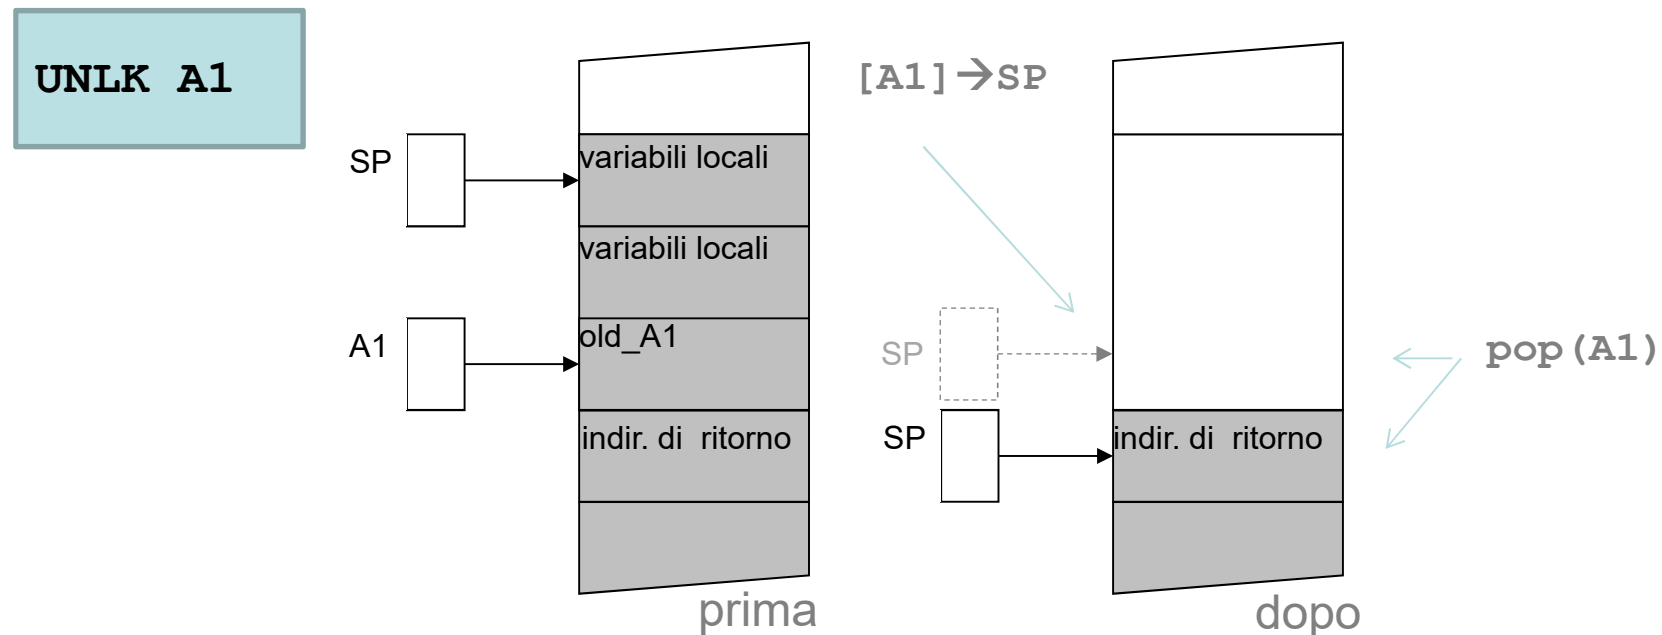 UNLK A1
SP
variabili locali
variabili locali
A1
old_A1
indir. di ritorno
prima
[A1]→SP
SP
SP
indir. di ritorno
pop(A1)
dopo